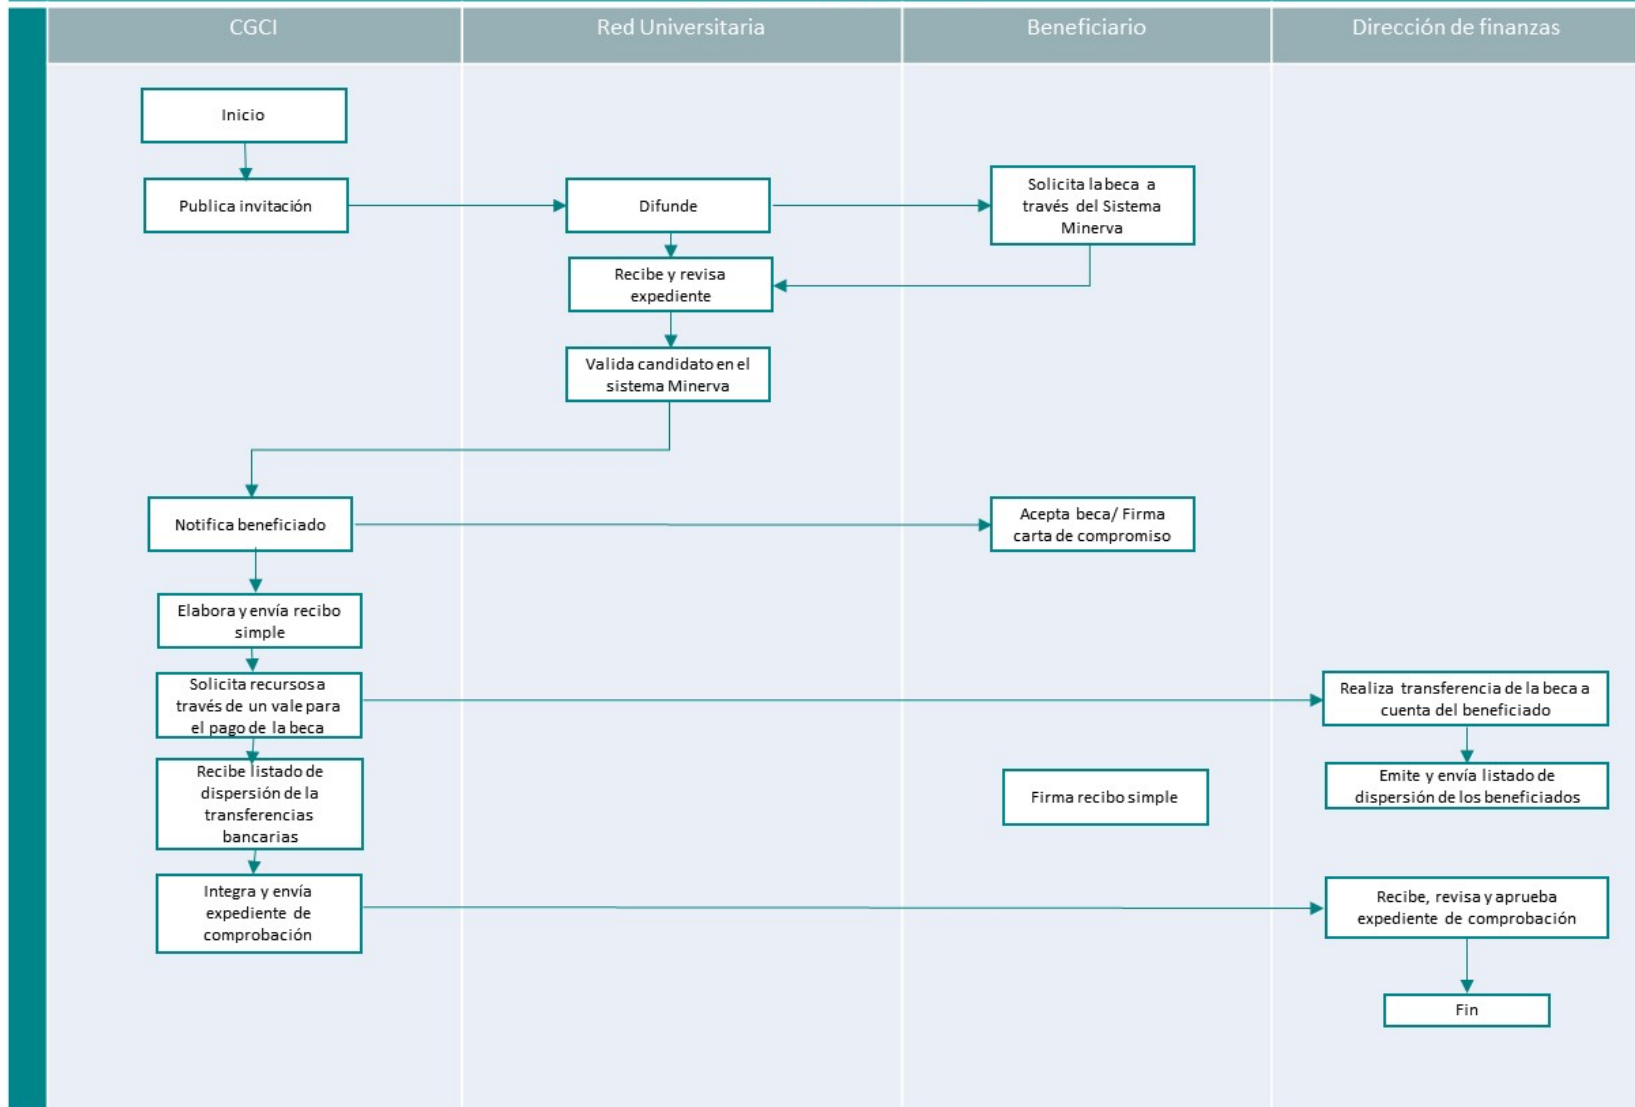 CGCI
Red Universitaria
Beneficiario
Dirección de finanzas
Inicio
Publica invitación
Difunde
Solicita la beca a
través del Sistema
Minerva
Recibe y revisa
expediente
Valida candidato en el
sistema Minerva
Notifica beneficiado
Acepta beca/ Firma
carta de compromiso
Elabora y envía recibo
simple
Solicita recursos a
través de un vale para
el pago de la beca
Realiza transferencia de la beca a
cuenta del beneficiado
Recibe listado de
dispersión de la
transferencias
bancarias
Firma recibo simple
Emite y envía listado de
dispersión de los beneficiados
Integra y envía
expediente de
comprobación
Recibe, revisa y aprueba
expediente de comprobación
Fin